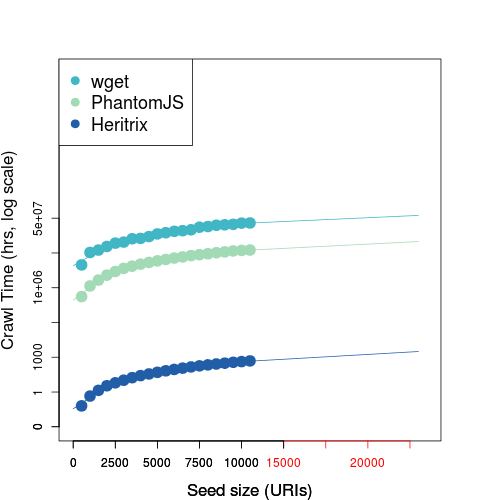 wget
PhantomJS
Heritrix
Crawl Time (hrs, log scale)
5e+07
1e+06
1000
1
0
0 2500 5000 7500 10000 15000 20000
Seed size (URIs)